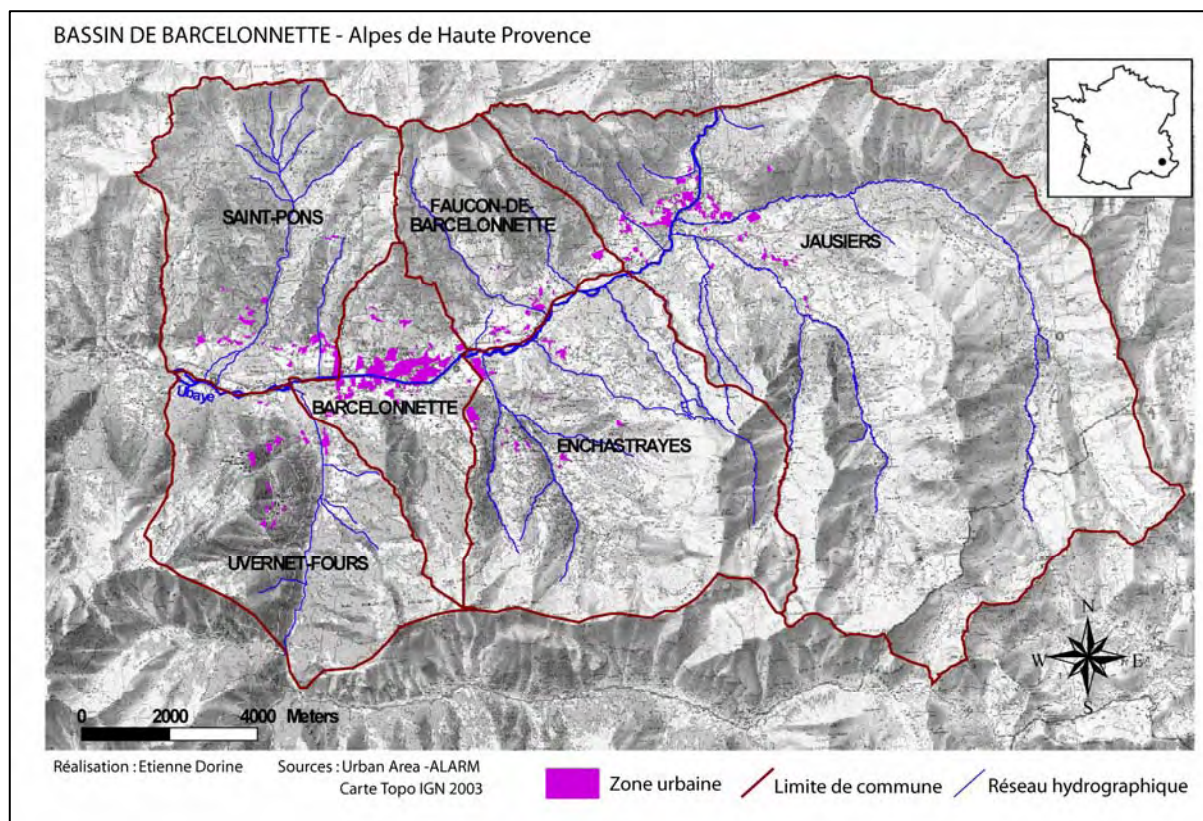 BASSIN DE BARCELONNETTE - Alpes de Haute Provence
SAINT-PONS
FAUCON-DE-
BARCELONNETTE
JAUSIERS
Ubaye
BARCELONNETTE
ENCHASTRAYES
UVERNET-FOURS
N
W E
S
0 2000 4000 Meters
Réalisation : Etienne Dorine Sources : Urban Area -ALARM
Carte Topo IGN 2003
Zone urbaine Limite de commune Réseau hydrographique